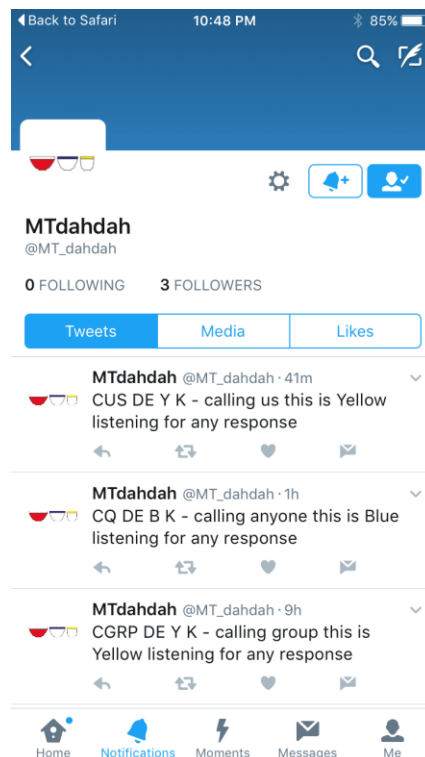 Back to Safari 10:48 PM 85%
MTdahdah
@MT_dahdah
0 FOLLOWING 3 FOLLOWERS
Tweets Media Likes
MTdahdah @MT_dahdah · 41m
CUS DE Y K - calling us this is Yellow
listening for any response
MTdahdah @MT_dahdah · 1h
CQ DE B K - calling anyone this is Blue
listening for any response
MTdahdah @MT_dahdah · 9h
CGRP DE Y K - calling group this is
Yellow listening for any response
Home Notifications Moments Messages Me